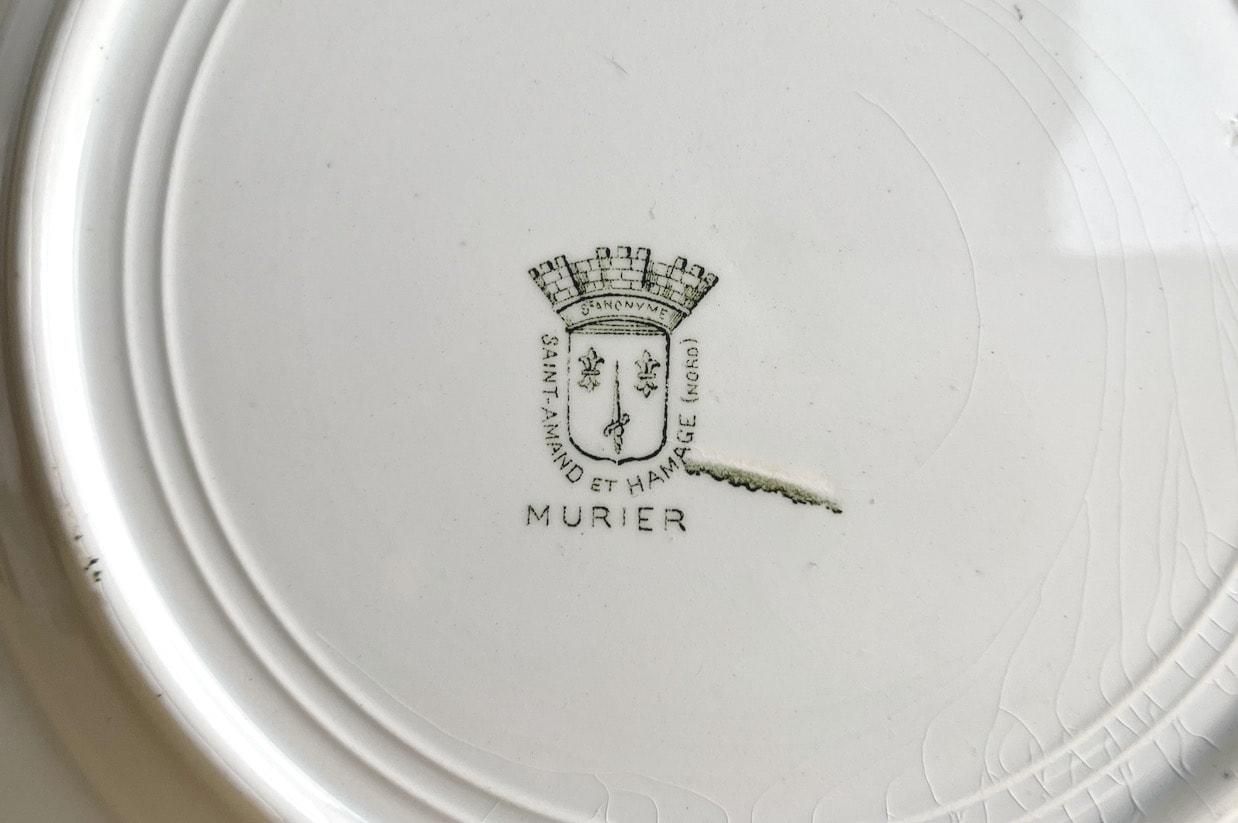 Sté ANONYME
SAINT-AMAND ET HAMAGE (NORD)
MURIER